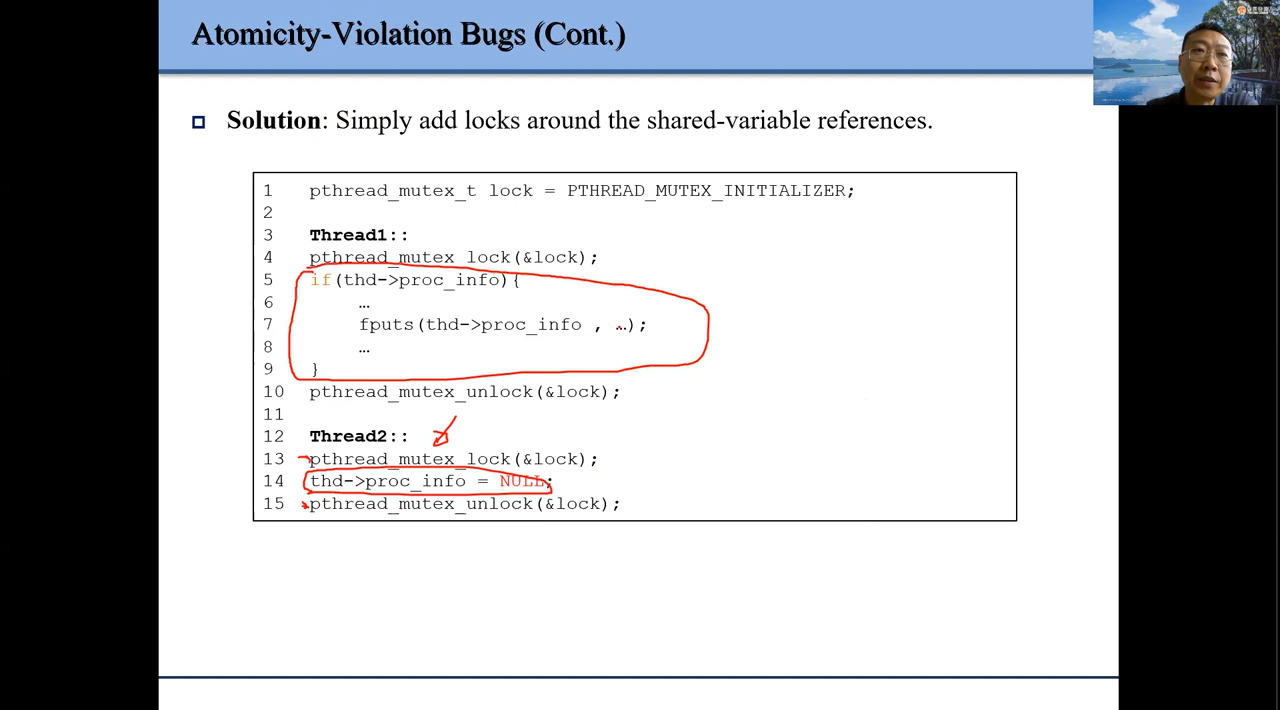 Atomicity-Violation Bugs (Cont.)
Solution: Simply add locks around the shared-variable references.
1 pthread_mutex_t lock = PTHREAD_MUTEX_INITIALIZER;
2
3 Thread1::
4 pthread_mutex_lock(&lock);
5 if(thd->proc_info){
6 …
7 fputs(thd->proc_info , …);
8 …
9 }
10 pthread_mutex_unlock(&lock);
11
12 Thread2::
13 pthread_mutex_lock(&lock);
14 thd->proc_info = NULL;
15 pthread_mutex_unlock(&lock);